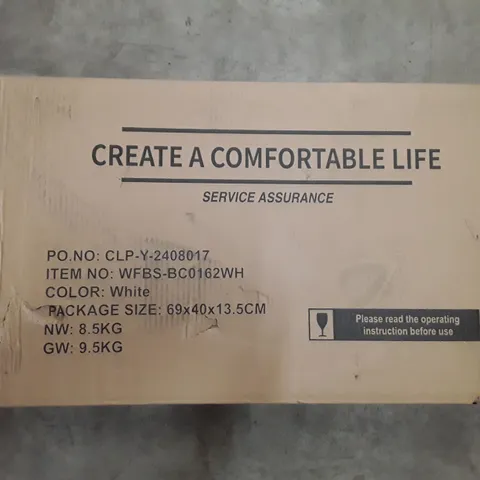 CREATE A COMFORTABLE LIFE
SERVICE ASSURANCE
PO.NO: CLP-Y-2408017
ITEM NO: WFBS-BC0162WH
COLOR: White
PACKAGE SIZE: 69x40x13.5CM
NW: 8.5KG
GW: 9.5KG
Please read the operating
instruction before use